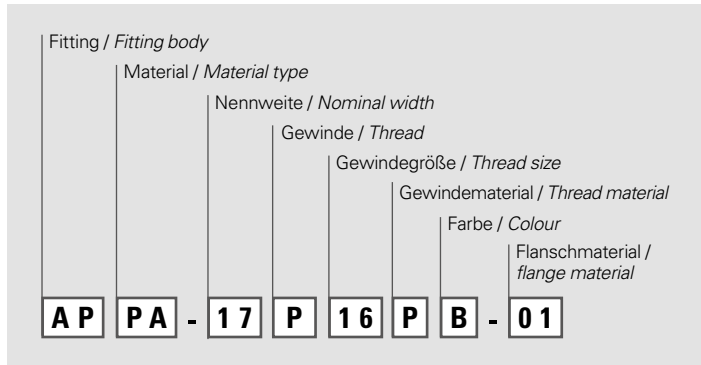 Fitting / Fitting body
Material / Material type
Nennweite / Nominal width
Gewinde / Thread
Gewindegröße / Thread size
Gewindematerial / Thread material
Farbe / Colour
Flanschmaterial /
flange material
AP PA - 17 P 16 P B - 01